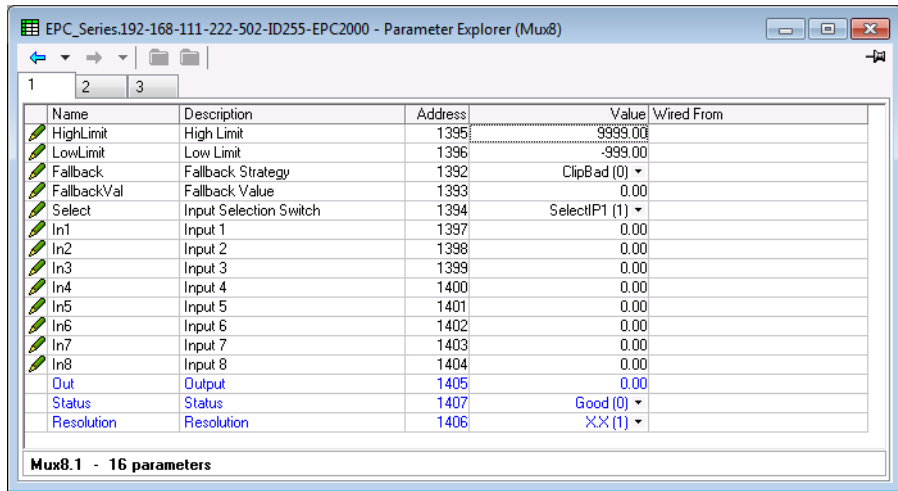 EPC_Series.192-168-111-222-502-ID255-EPC2000 - Parameter Explorer (Mux8)
1 2 3
Name Description Address Value Wired From
HighLimit High Limit 1395 9999.00
LowLimit Low Limit 1396 -999.00
Fallback Fallback Strategy 1392 ClipBad (0)
FallbackVal Fallback Value 1393 0.00
Select Input Selection Switch 1394 SelectIP1 (1)
In1 Input 1 1397 0.00
In2 Input 2 1398 0.00
In3 Input 3 1399 0.00
In4 Input 4 1400 0.00
In5 Input 5 1401 0.00
In6 Input 6 1402 0.00
In7 Input 7 1403 0.00
In8 Input 8 1404 0.00
Out Output 1405 0.00
Status Status 1407 Good (0)
Resolution Resolution 1406 X.X (1)
Mux8.1 - 16 parameters